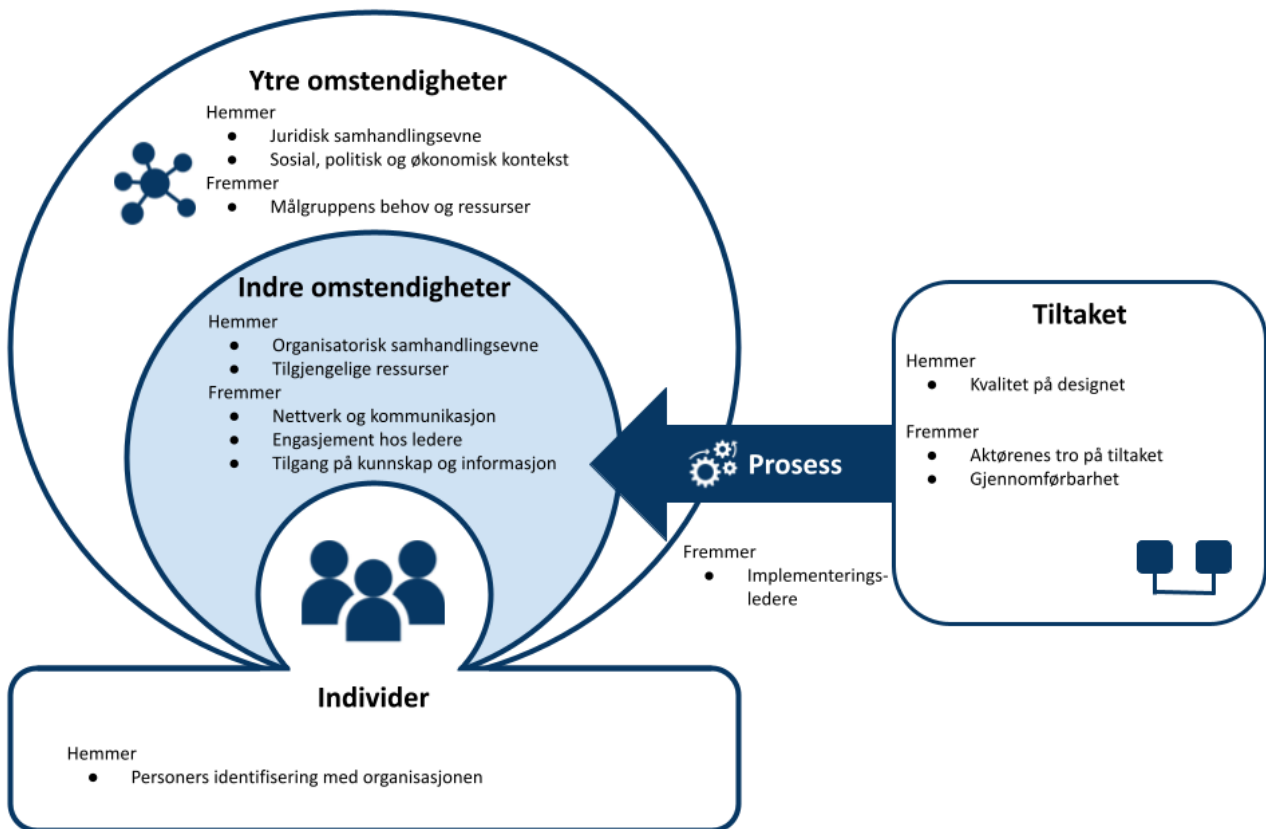 Ytre omstendigheter
Hemmer
● Juridisk samhandlingsevne
● Sosial, politisk og økonomisk kontekst
Fremmer
● Målgruppens behov og ressurser
Indre omstendigheter
Hemmer
● Organisatorisk samhandlingsevne
● Tilgjengelige ressurser
Fremmer
● Nettverk og kommunikasjon
● Engasjement hos ledere
● Tilgang på kunnskap og informasjon
Prosess
Fremmer
● Implementerings-
ledere
Tiltaket
Hemmer
● Kvalitet på designet
Fremmer
● Aktørenes tro på tiltaket
● Gjennomførbarhet
Individer
Hemmer
● Personers identifisering med organisasjonen